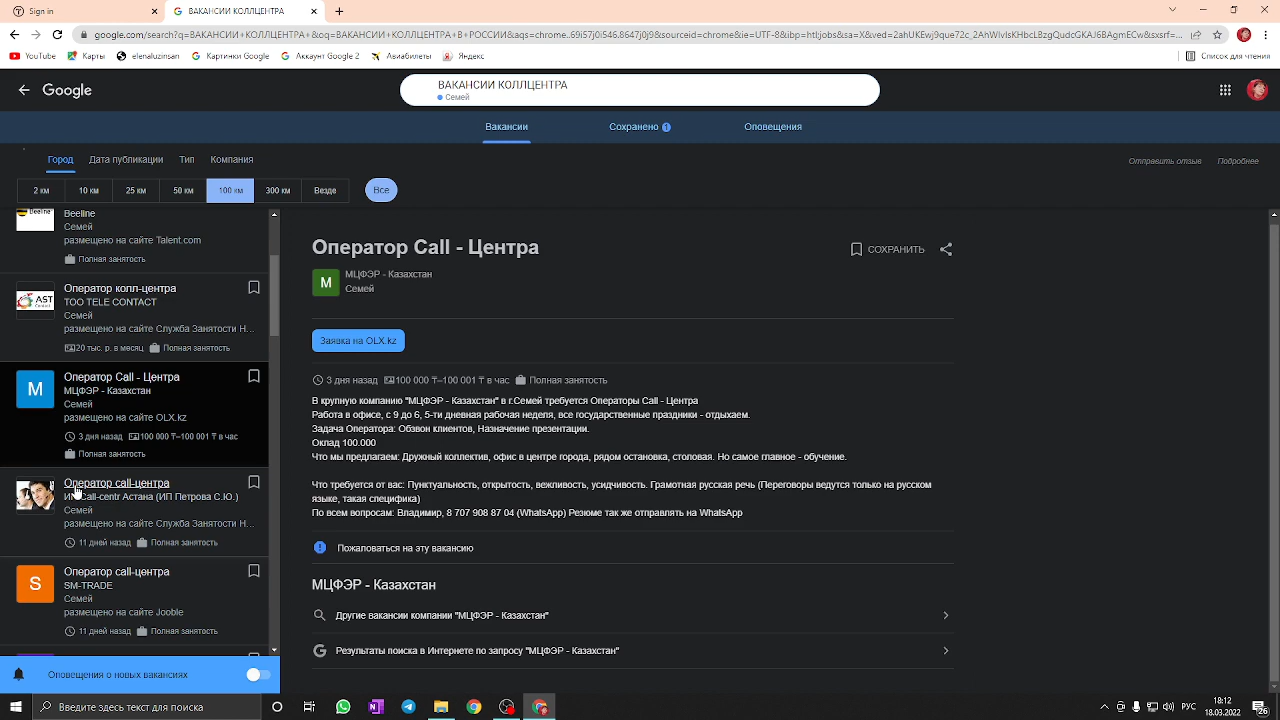 Sign in
ВАКАНСИИ КОЛЛЦЕНТРА
YouTube
Карты
elenaluzinsan
Картинки Google
Аккаунт Google 2
Авиабилеты
Яндекс
Список для чтения
Google
ВАКАНСИИ КОЛЛЦЕНТРА
Семей
Вакансии
Сохранено 1
Оповещения
Город
Дата публикации
Тип
Компания
Отправить отзыв
Подробнее
2 км
10 км
25 км
50 км
100 км
300 км
Везде
Все
Beeline
Семей
размещено на сайте Talent.com
Полная занятость
AST
Contact
Оператор колл-центра
ТОО TELE CONTACT
Семей
размещено на сайте Служба Занятости Н...
20 тыс. р. в месяц Полная занятость
M
Оператор Call - Центра
МЦФЭР - Казахстан
Семей
размещено на сайте OLX.kz
3 дня назад 100 000 ₸–100 001 ₸ в час
Полная занятость
Оператор call-центра
Call-centr Астана (ИП Петрова С.Ю.)
Семей
размещено на сайте Служба Занятости Н...
11 дней назад Полная занятость
S
Оператор call-центра
SM-TRADE
Семей
размещено на сайте Jooble
11 дней назад Полная занятость
Оповещения о новых вакансиях
Оператор Call - Центра
СОХРАНИТЬ
М
МЦФЭР - Казахстан
Семей
Заявка на OLX.kz
3 дня назад 100 000 ₸–100 001 ₸ в час Полная занятость
В крупную компанию "МЦФЭР - Казахстан" в г.Семей требуется Операторы Call - Центра
Работа в офисе, с 9 до 6, 5-ти дневная рабочая неделя, все государственные праздники - отдыхаем.
Задача Оператора: Обзвон клиентов, Назначение презентации.
Оклад 100.000
Что мы предлагаем: Дружный коллектив, офис в центре города, рядом остановка, столовая. Но самое главное - обучение.
Что требуется от вас: Пунктуальность, открытость, вежливость, усидчивость. Грамотная русская речь (Переговоры ведутся только на русском
языке, такая специфика)
По всем вопросам: Владимир, 8 707 908 87 04 (WhatsApp) Резюме так же отправлять на WhatsApp
Пожаловаться на эту вакансию
МЦФЭР - Казахстан
Другие вакансии компании "МЦФЭР - Казахстан"
Результаты поиска в Интернете по запросу "МЦФЭР - Казахстан"
Введите здесь текст для поиска
РУС
18:12
18.03.2022
26